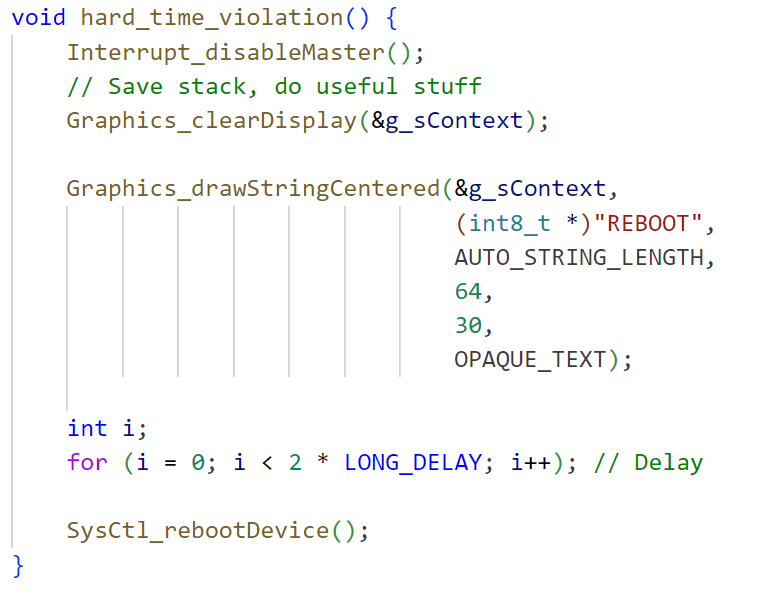 void hard_time_violation() {
    Interrupt_disableMaster();
    // Save stack, do useful stuff
    Graphics_clearDisplay(&g_sContext);

    Graphics_drawStringCentered(&g_sContext,
                                (int8_t *)"REBOOT",
                                AUTO_STRING_LENGTH,
                                64,
                                30,
                                OPAQUE_TEXT);

    int i;
    for (i = 0; i < 2 * LONG_DELAY; i++); // Delay

    SysCtl_rebootDevice();
}